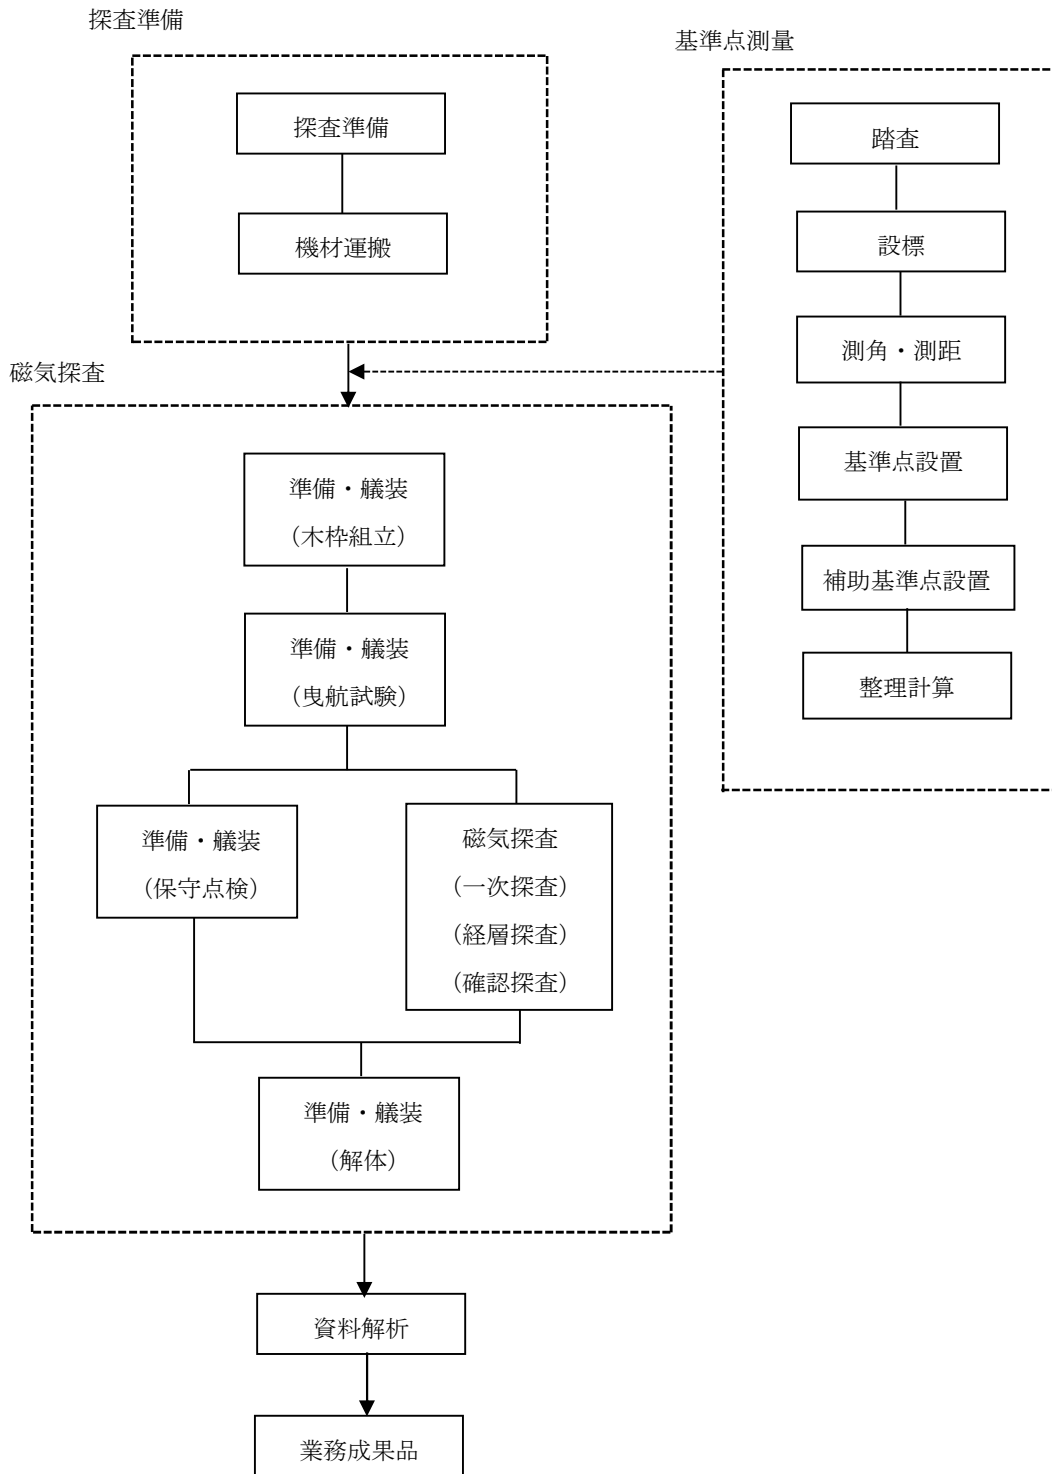 探査準備
探査準備
機材運搬
基準点測量
踏査
設標
測角・測距
基準点設置
補助基準点設置
整理計算
磁気探査
準備・艤装
（木枠組立）
準備・艤装
（曳航試験）
準備・艤装
（保守点検）
磁気探査
（一次探査）
（経層探査）
（確認探査）
準備・艤装
（解体）
資料解析
業務成果品